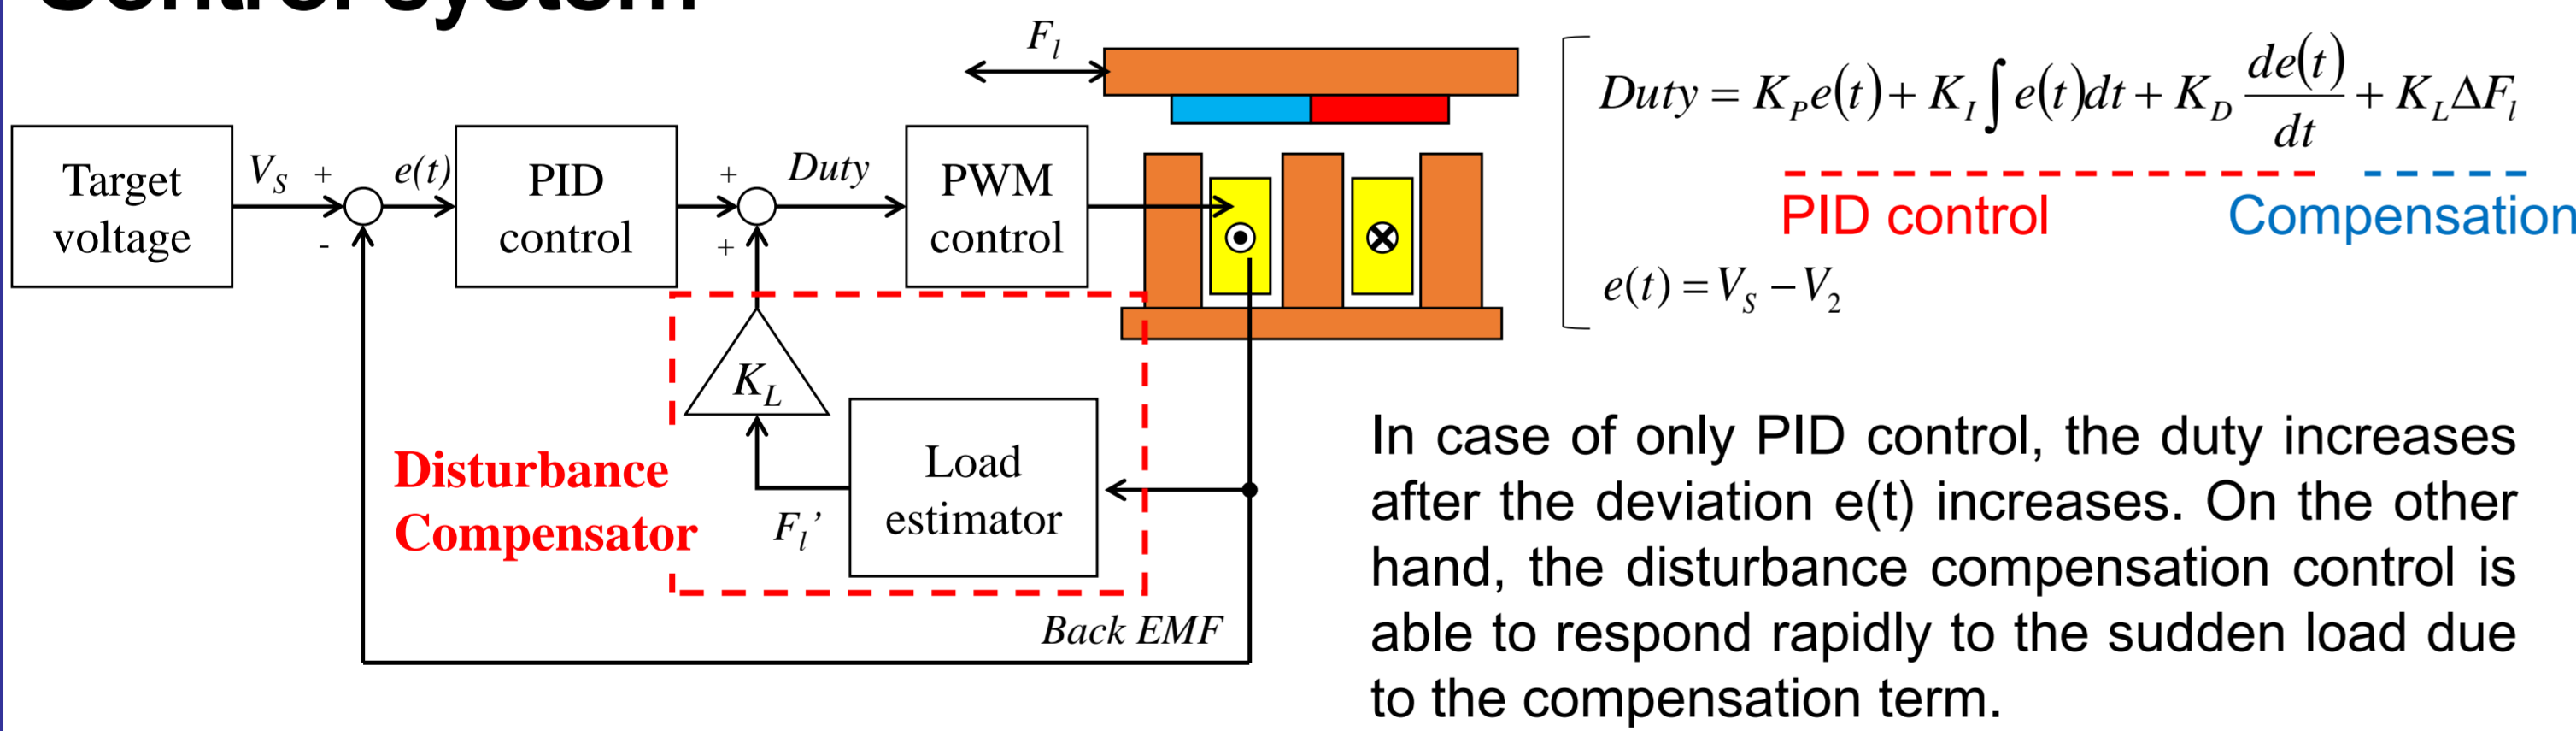 Control system
F_l
Target
voltage
V_S
+
-
e(t)
PID
control
+
+
Duty
PWM
control
K_L
Load
estimator
F_l’
Disturbance
Compensator
Back EMF
Duty = K_P e(t) + K_I ∫ e(t)dt + K_D de(t)/dt + K_L ΔF_l
PID control
Compensation
e(t) = V_S − V_2
In case of only PID control, the duty increases
after the deviation e(t) increases. On the other
hand, the disturbance compensation control is
able to respond rapidly to the sudden load due
to the compensation term.